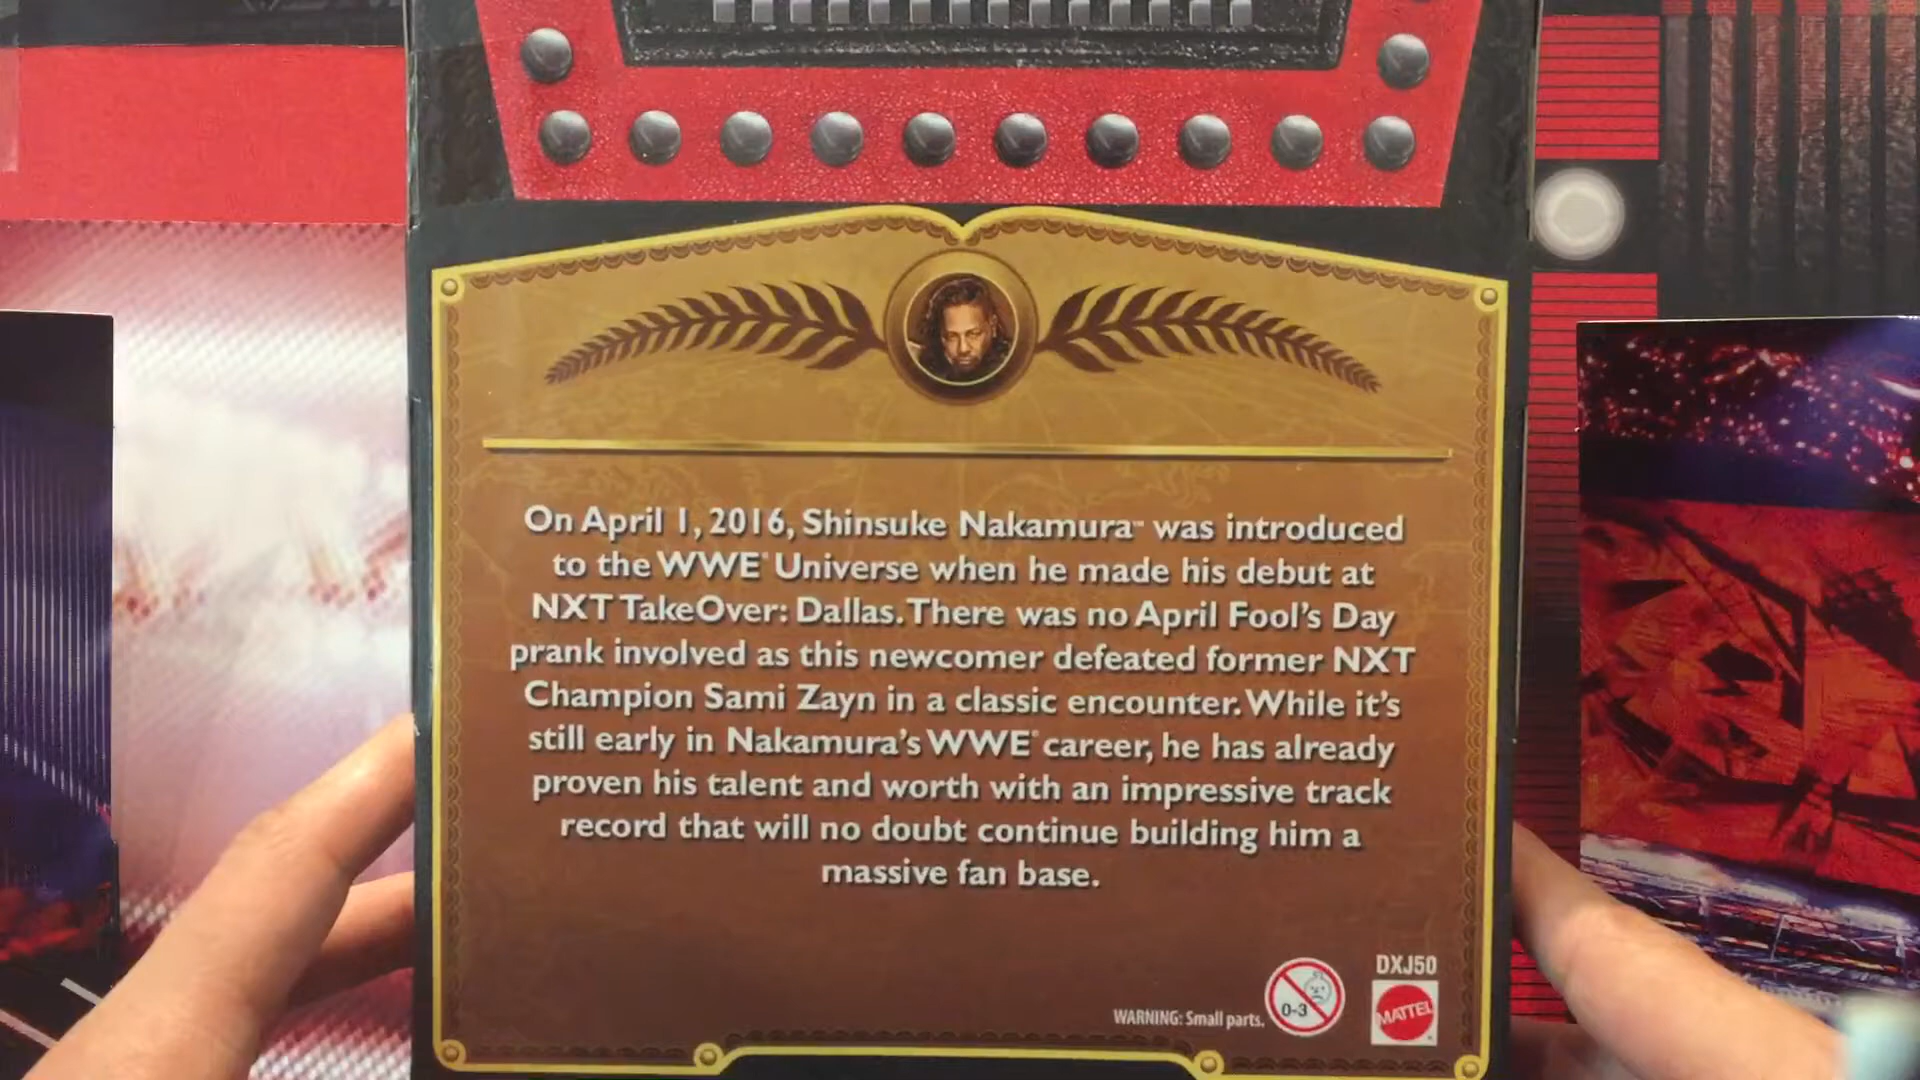 On April 1, 2016, Shinsuke Nakamura™ was introduced
to the WWE® Universe when he made his debut at
NXT TakeOver: Dallas. There was no April Fool's Day
prank involved as this newcomer defeated former NXT
Champion Sami Zayn in a classic encounter. While it's
still early in Nakamura's WWE® career, he has already
proven his talent and worth with an impressive track
record that will no doubt continue building him a
massive fan base.
DXJ50
WARNING: Small parts.
0-3
MATTEL